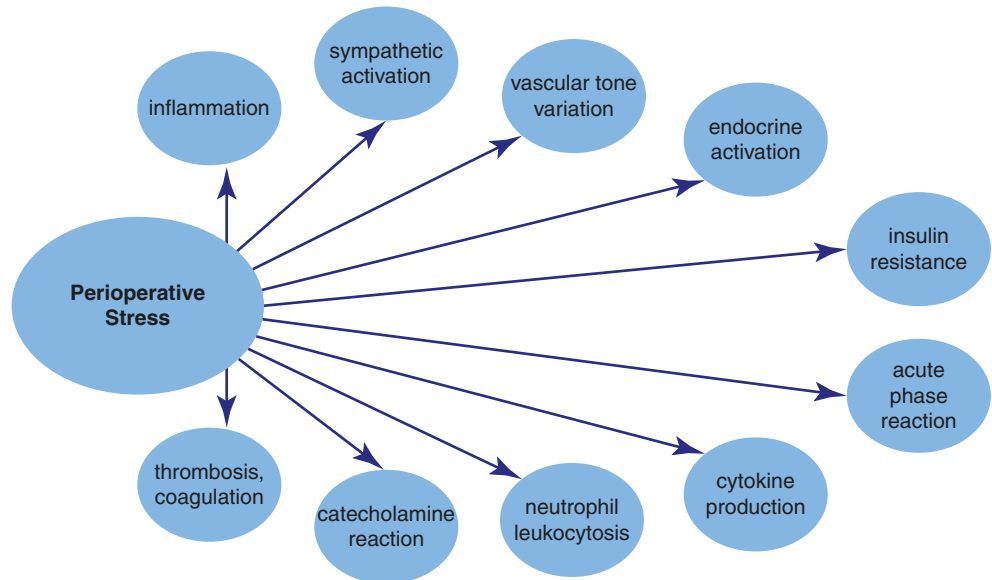 sympathetic
activation
inflammation
vascular tone
variation
endocrine
activation
insulin
resistance
Perioperative
Stress
acute
phase
reaction
thrombosis,
coagulation
catecholamine
reaction
neutrophil
leukocytosis
cytokine
production